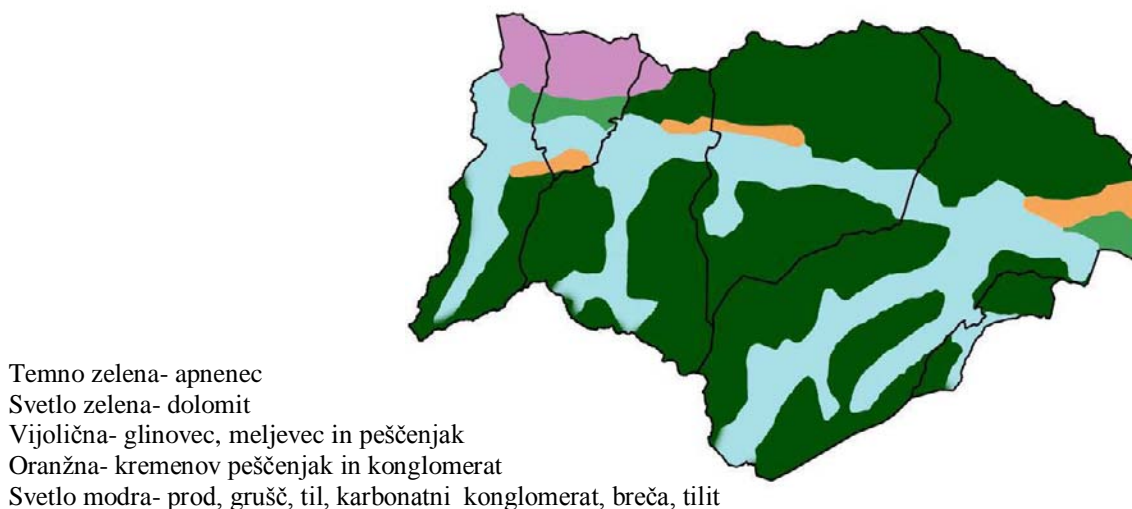 Temno zelena- apnenec
Svetlo zelena- dolomit
Vijolična- glinovec, meljevec in peščenjak
Oranžna- kremenov peščenjak in konglomerat
Svetlo modra- prod, grušč, til, karbonatni konglomerat, breča, tilit